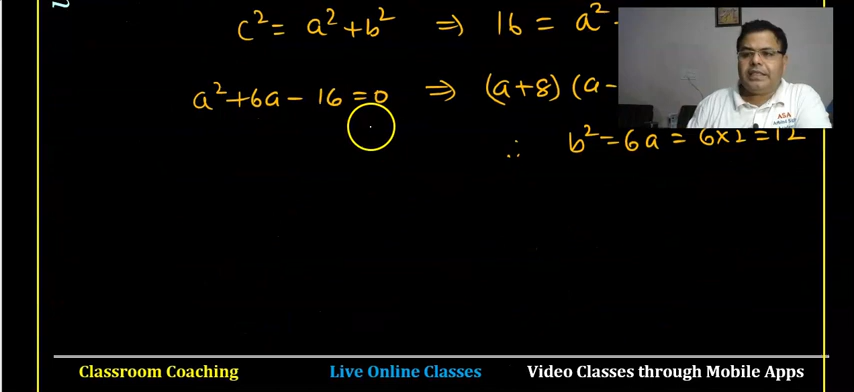 c² = a² + b² ⇒ 16 = a²
a² + 6a − 16 = 0 ⇒ (a+8) (a−
∴ b² = 6a = 6×2 = 12
ASA
Classroom Coaching Live Online Classes Video Classes through Mobile Apps